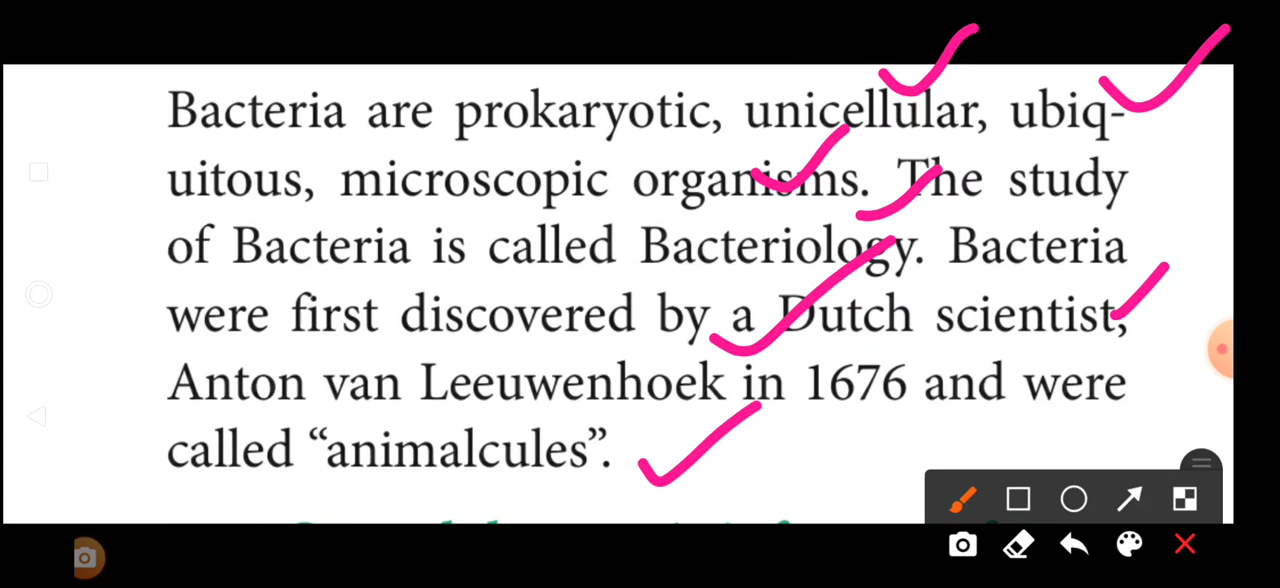 Bacteria are prokaryotic, unicellular, ubiq-
uitous, microscopic organisms. The study
of Bacteria is called Bacteriology. Bacteria
were first discovered by a Dutch scientist,
Anton van Leeuwenhoek in 1676 and were
called “animalcules”.